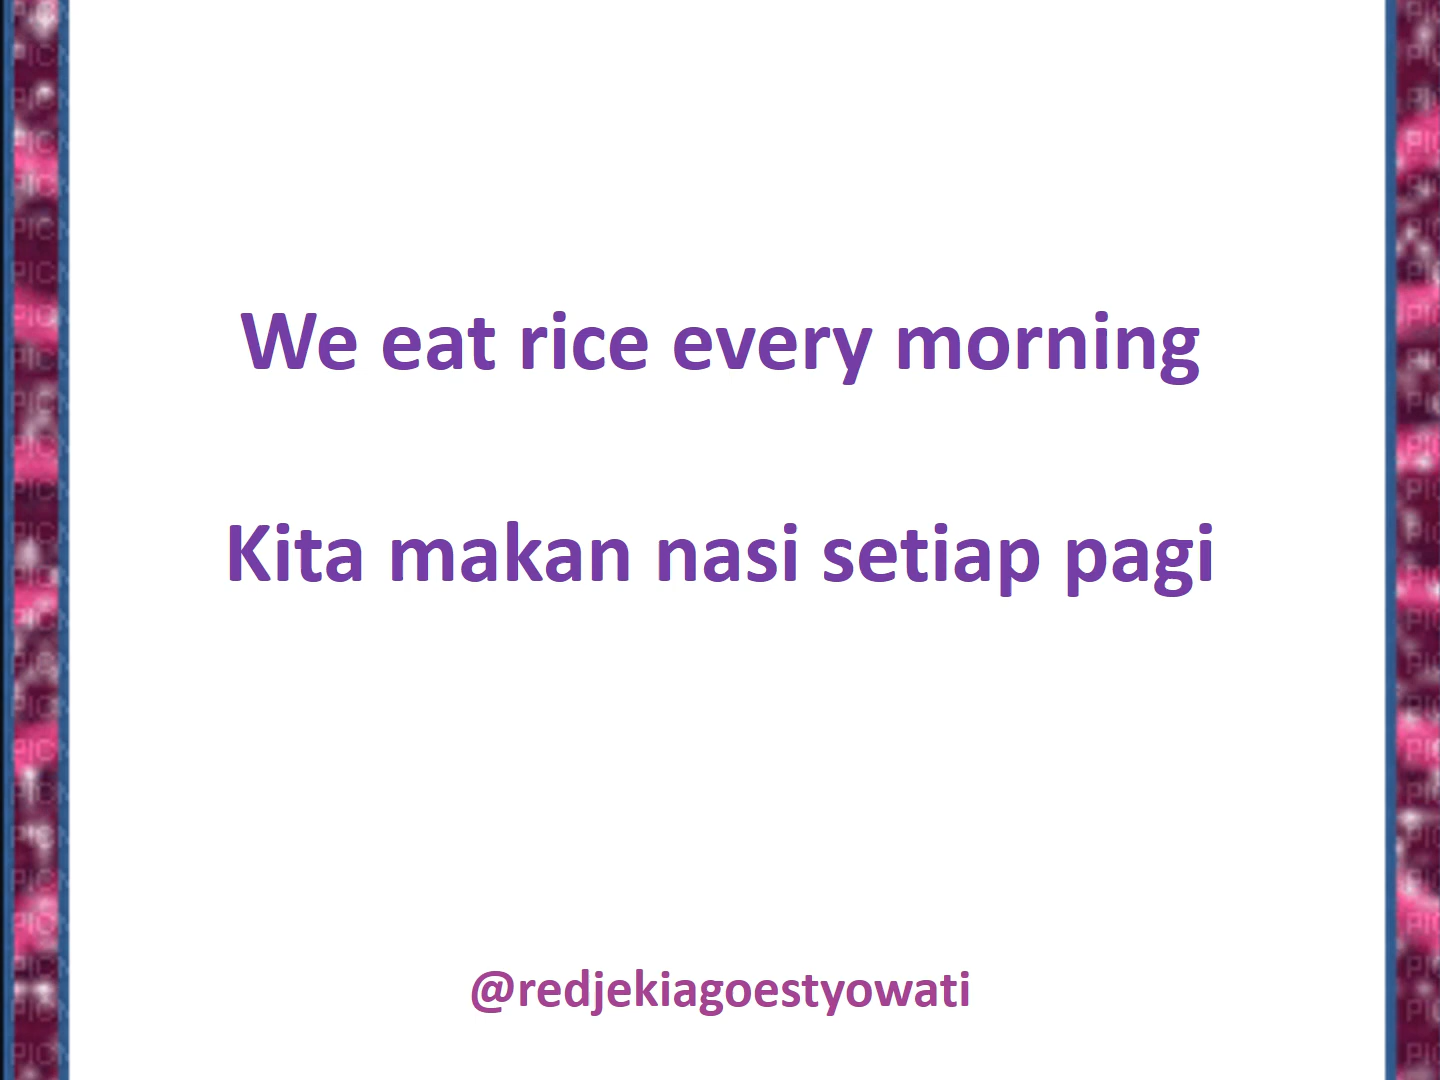 We eat rice every morning
Kita makan nasi setiap pagi
@redjekiagoestyowati